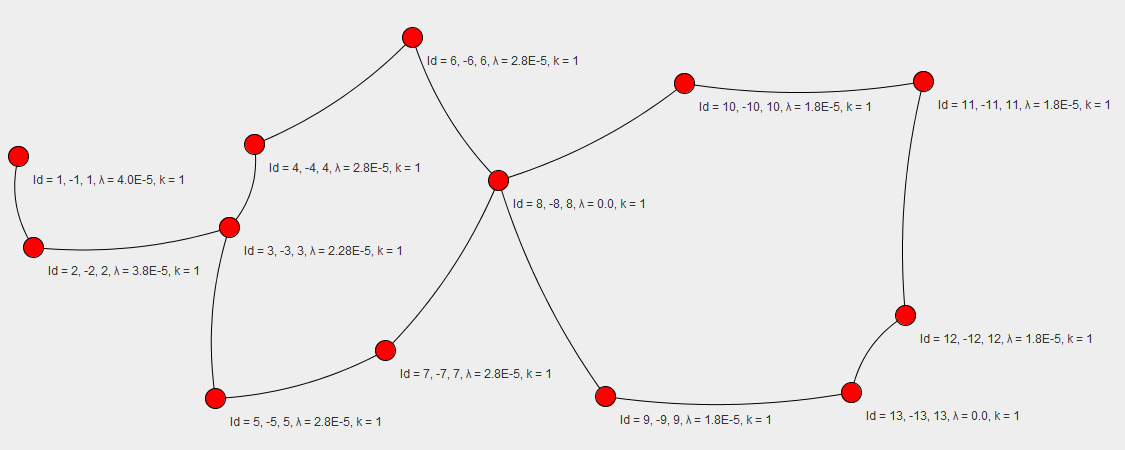 Id = 6, -6, 6, λ = 2.8E-5, k = 1
Id = 10, -10, 10, λ = 1.8E-5, k = 1
Id = 11, -11, 11, λ = 1.8E-5, k = 1
Id = 4, -4, 4, λ = 2.8E-5, k = 1
Id = 1, -1, 1, λ = 4.0E-5, k = 1
Id = 8, -8, 8, λ = 0.0, k = 1
Id = 3, -3, 3, λ = 2.28E-5, k = 1
Id = 2, -2, 2, λ = 3.8E-5, k = 1
Id = 12, -12, 12, λ = 1.8E-5, k = 1
Id = 7, -7, 7, λ = 2.8E-5, k = 1
Id = 13, -13, 13, λ = 0.0, k = 1
Id = 9, -9, 9, λ = 1.8E-5, k = 1
Id = 5, -5, 5, λ = 2.8E-5, k = 1